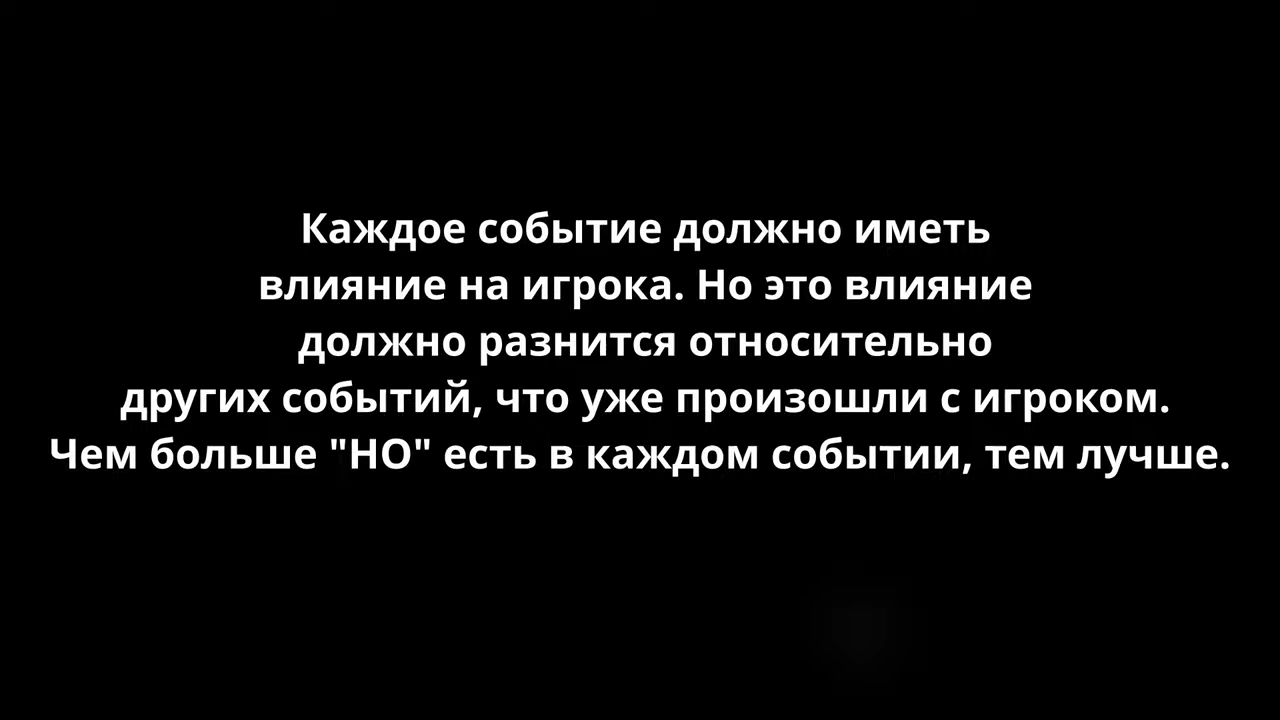 Каждое событие должно иметь
влияние на игрока. Но это влияние
должно разнится относительно
других событий, что уже произошли с игроком.
Чем больше "НО" есть в каждом событии, тем лучше.